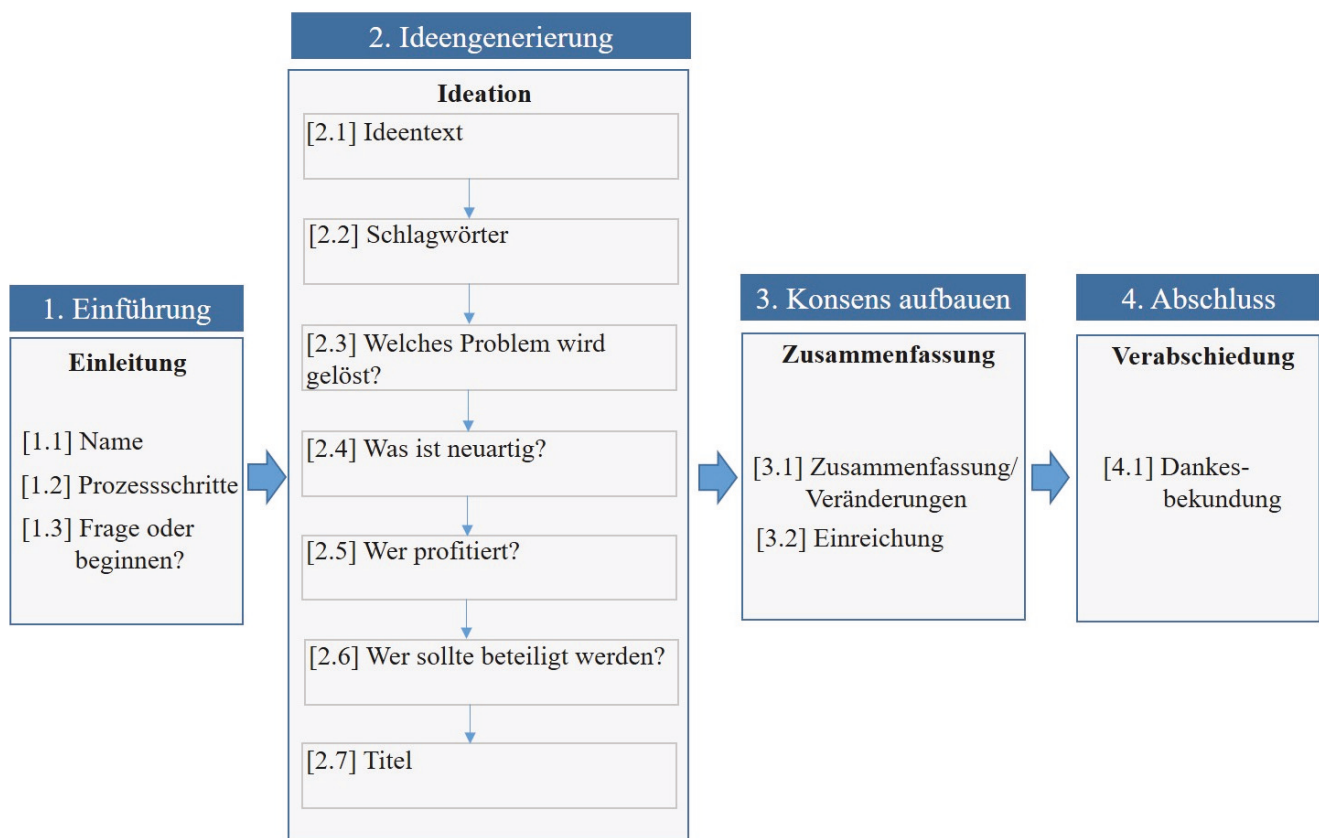 1. Einführung
Einleitung
[1.1] Name
[1.2] Prozessschritte
[1.3] Frage oder
beginnen?
2. Ideengenerierung
Ideation
[2.1] Ideentext
[2.2] Schlagwörter
[2.3] Welches Problem wird
gelöst?
[2.4] Was ist neuartig?
[2.5] Wer profitiert?
[2.6] Wer sollte beteiligt werden?
[2.7] Titel
3. Konsens aufbauen
Zusammenfassung
[3.1] Zusammenfassung/
Veränderungen
[3.2] Einreichung
4. Abschluss
Verabschiedung
[4.1] Dankes-
bekundung